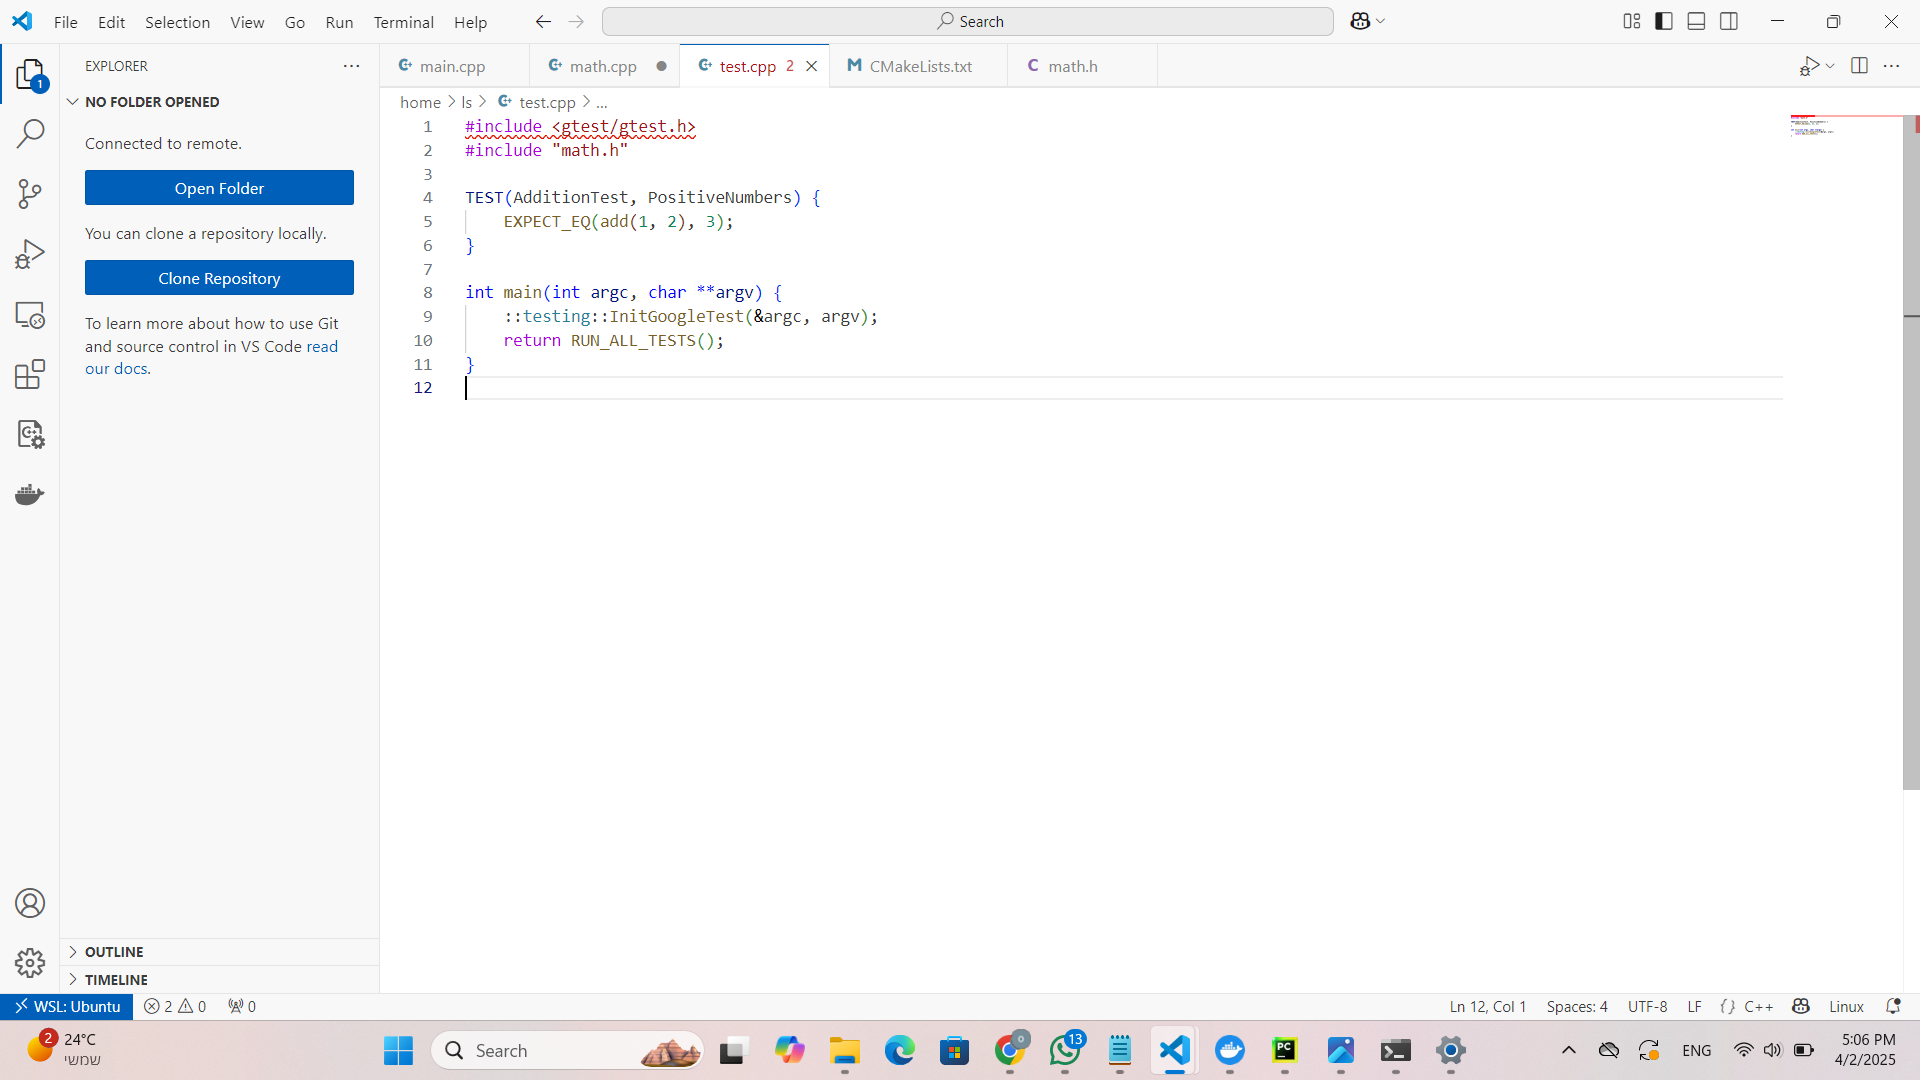 File Edit Selection View Go Run Terminal Help
Search
1
EXPLORER
NO FOLDER OPENED
Connected to remote.
Open Folder
You can clone a repository locally.
Clone Repository
To learn more about how to use Git
and source control in VS Code read
our docs.
OUTLINE
TIMELINE
main.cpp math.cpp test.cpp 2 CMakeLists.txt math.h
home > ls > test.cpp > ...
1 #include <gtest/gtest.h>
2 #include "math.h"
3
4 TEST(AdditionTest, PositiveNumbers) {
5 EXPECT_EQ(add(1, 2), 3);
6 }
7
8 int main(int argc, char **argv) {
9 ::testing::InitGoogleTest(&argc, argv);
10 return RUN_ALL_TESTS();
11 }
12
WSL: Ubuntu 2 0 0
Ln 12, Col 1 Spaces: 4 UTF-8 LF {} C++ Linux
2 24°C
שמשי
Search
PC
13
ENG
5:06 PM
4/2/2025